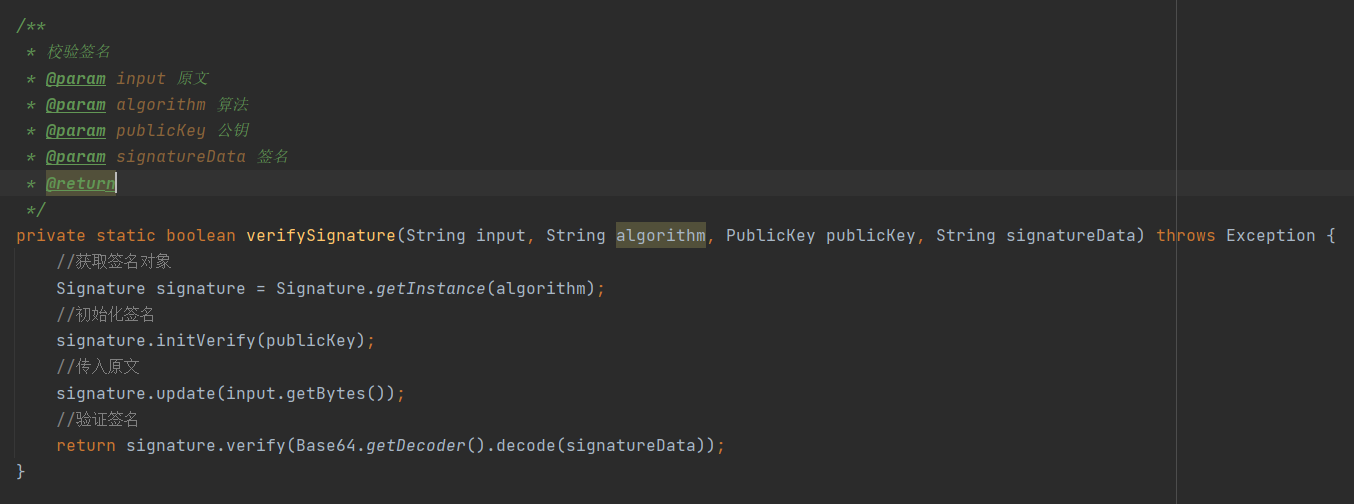 /**
 * 校验签名
 * @param input 原文
 * @param algorithm 算法
 * @param publicKey 公钥
 * @param signatureData 签名
 * @return
 */
private static boolean verifySignature(String input, String algorithm, PublicKey publicKey, String signatureData) throws Exception {
    //获取签名对象
    Signature signature = Signature.getInstance(algorithm);
    //初始化签名
    signature.initVerify(publicKey);
    //传入原文
    signature.update(input.getBytes());
    //验证签名
    return signature.verify(Base64.getDecoder().decode(signatureData));
}